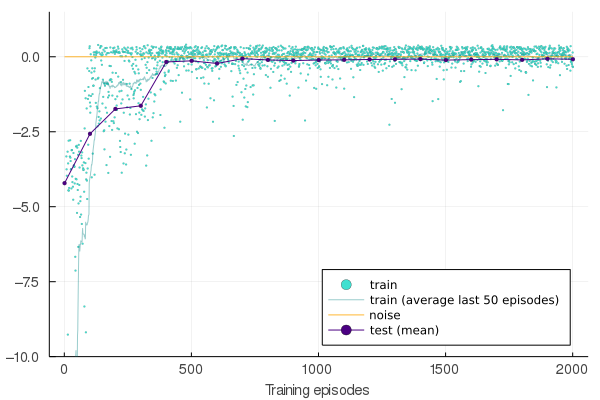 0.0
−2.5
−5.0
−7.5
−10.0
0 500 1000 1500 2000
Training episodes
train
train (average last 50 episodes)
noise
test (mean)